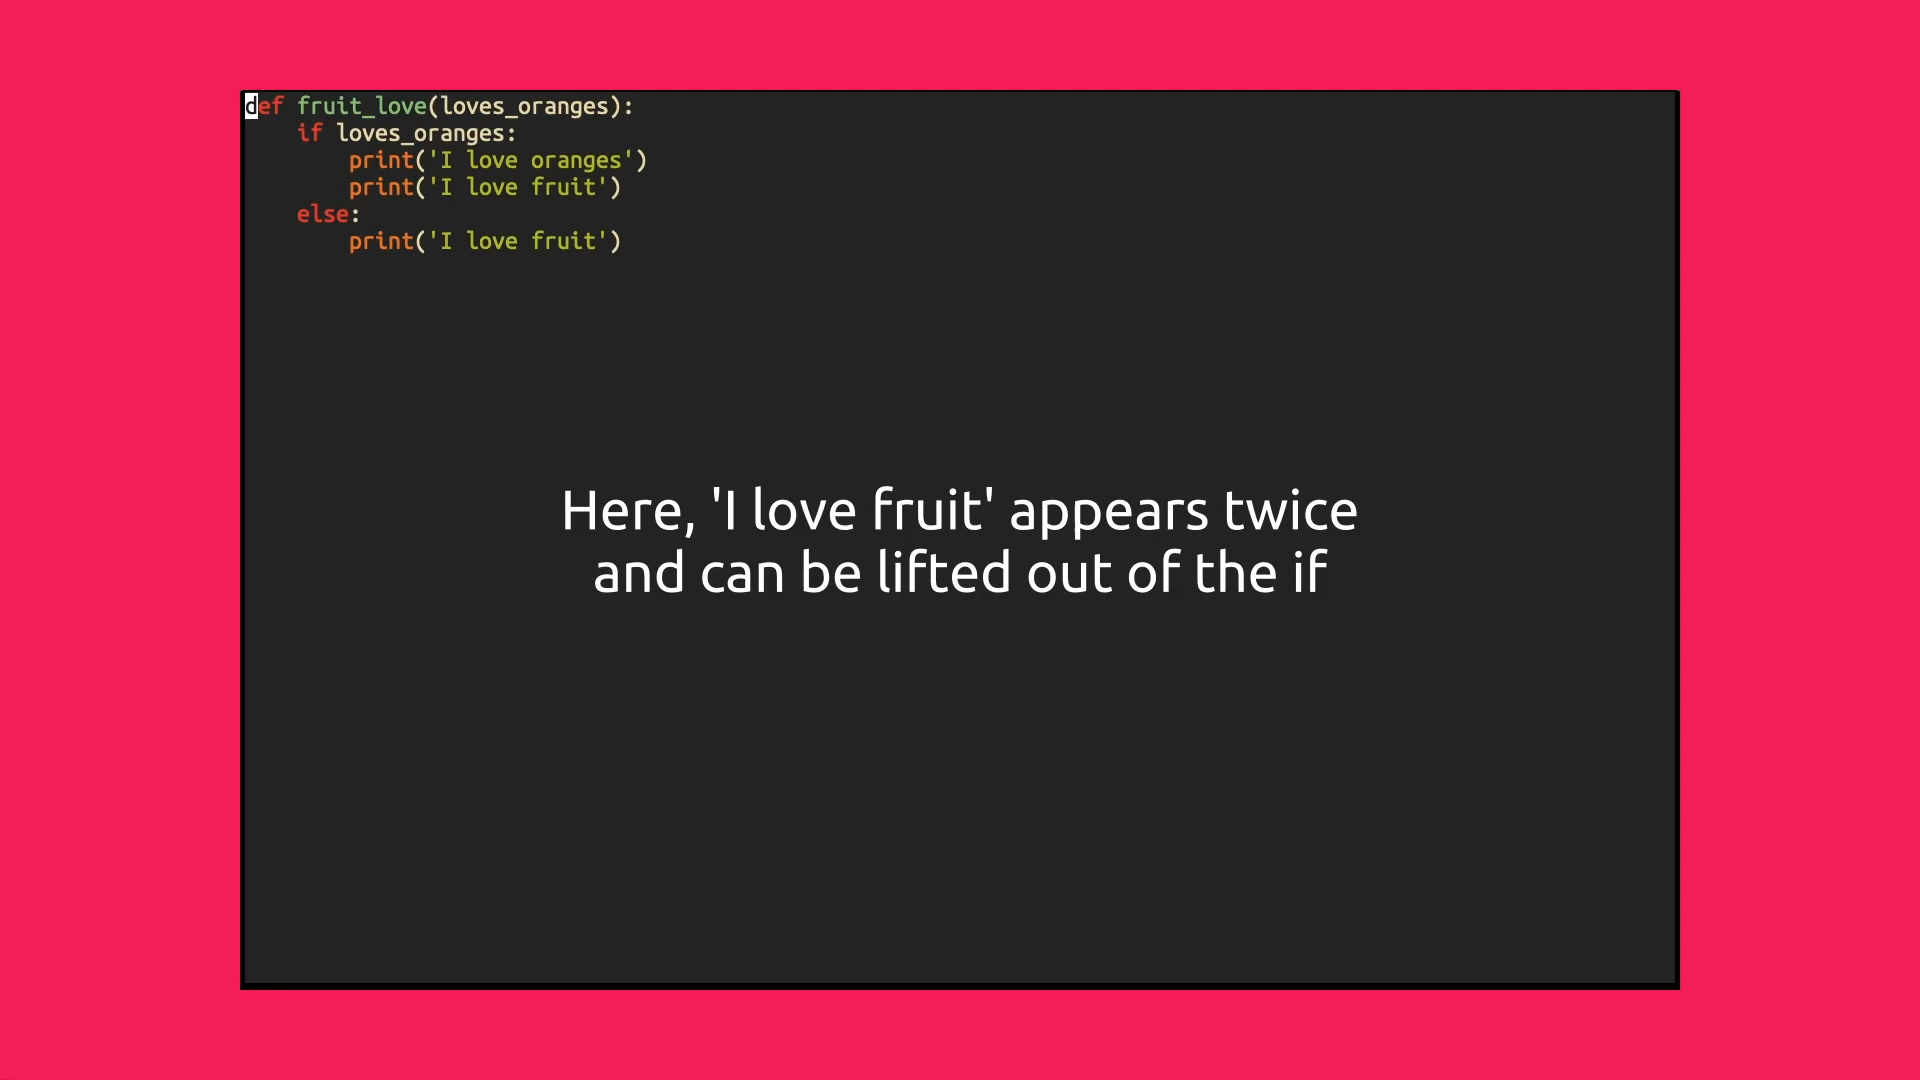 def fruit_love(loves_oranges):
    if loves_oranges:
        print('I love oranges')
        print('I love fruit')
    else:
        print('I love fruit')
Here, 'I love fruit' appears twice
and can be lifted out of the if